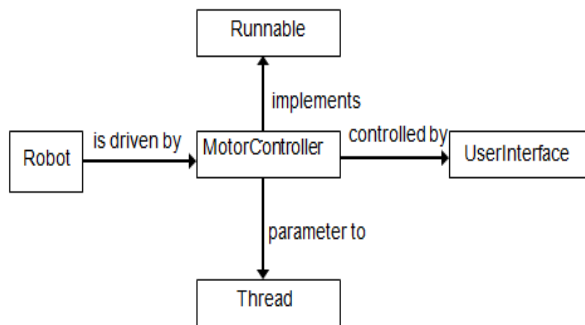 Runnable
implements
Robot
is driven by
MotorController
controlled by
UserInterface
parameter to
Thread